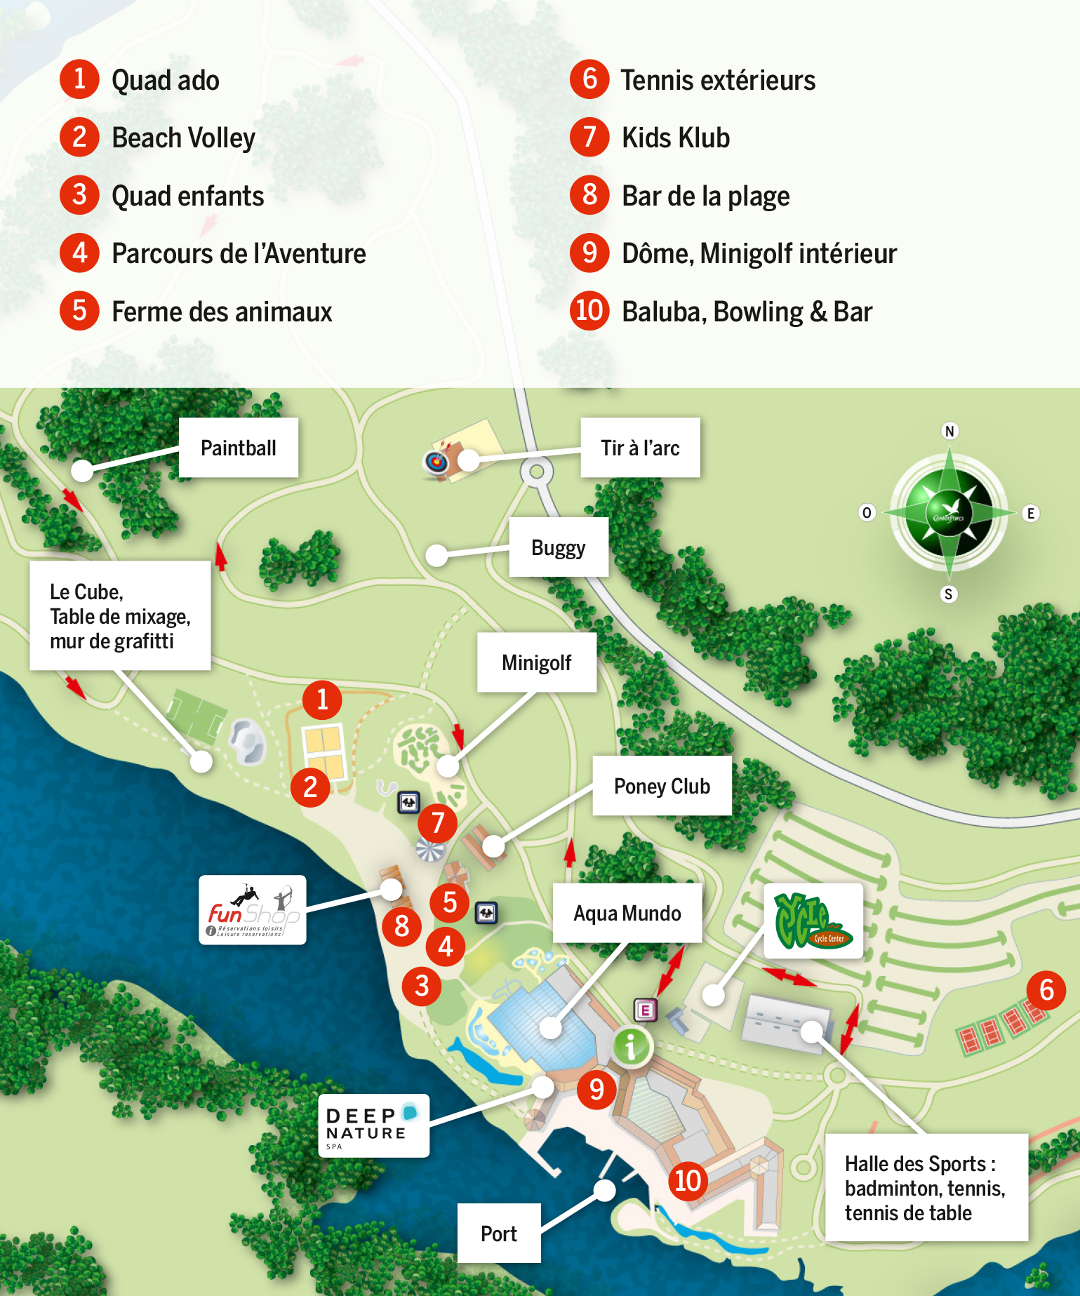 1 Quad ado
2 Beach Volley
3 Quad enfants
4 Parcours de l'Aventure
5 Ferme des animaux
6 Tennis extérieurs
7 Kids Klub
8 Bar de la plage
9 Dôme, Minigolf intérieur
10 Baluba, Bowling & Bar
Paintball
Tir à l'arc
N
O
E
S
CenterParcs
Buggy
Le Cube,
Table de mixage,
mur de grafitti
Minigolf
1
2
Poney Club
7
fun Shop
i Réservations loisirs
Leisure reservations
5
8
4
3
Aqua Mundo
CYCLE
Cycle Center
6
E
i
9
DEEP
NATURE
SPA
10
Halle des Sports :
badminton, tennis,
tennis de table
Port